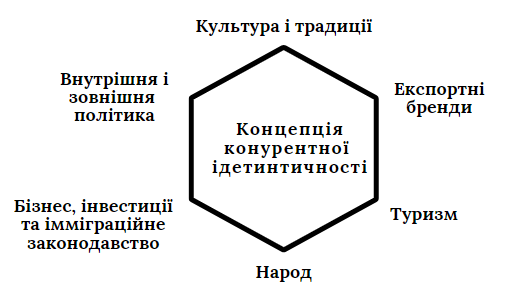 Культура і традиції
Внутрішня і
зовнішня
політика
Експортні
бренди
Концепція
конурентної
ідетинтичності
Бізнес, інвестиції
та імміграційне
законодавство
Туризм
Народ